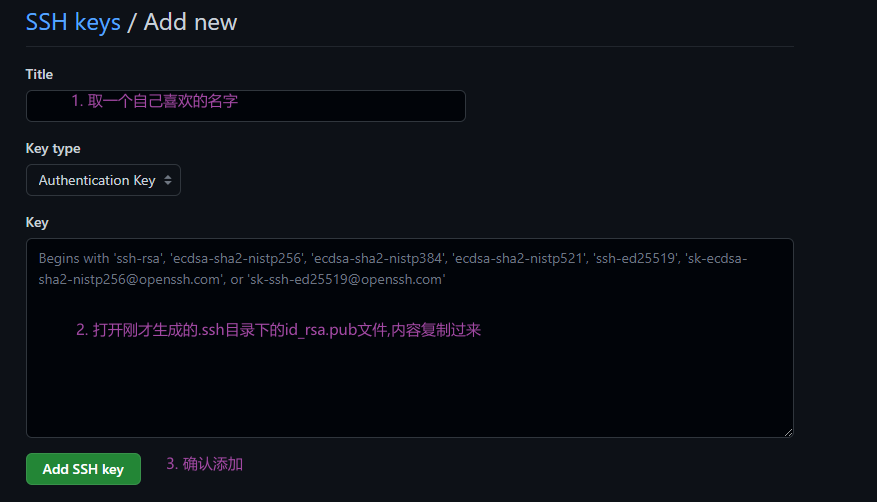 SSH keys / Add new
Title
1. 取一个自己喜欢的名字
Key type
Authentication Key
Key
Begins with 'ssh-rsa', 'ecdsa-sha2-nistp256', 'ecdsa-sha2-nistp384', 'ecdsa-sha2-nistp521', 'ssh-ed25519', 'sk-ecdsa-
sha2-nistp256@openssh.com', or 'sk-ssh-ed25519@openssh.com'
2. 打开刚才生成的.ssh目录下的id_rsa.pub文件,内容复制过来
Add SSH key
3. 确认添加